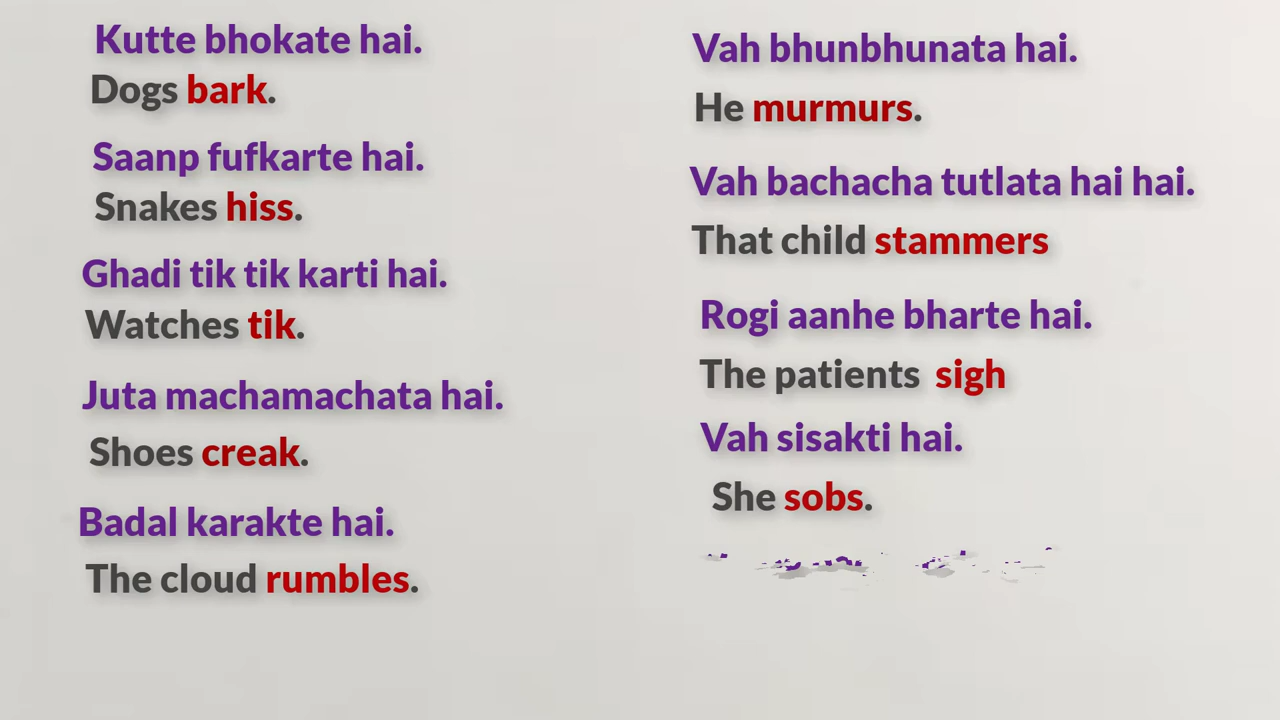 Kutte bhokate hai.
Dogs bark.
Saanp fufkarte hai.
Snakes hiss.
Ghadi tik tik karti hai.
Watches tik.
Juta machamachata hai.
Shoes creak.
Badal karakte hai.
The cloud rumbles.
Vah bhunbhunata hai.
He murmurs.
Vah bachacha tutlata hai hai.
That child stammers
Rogi aanhe bharte hai.
The patients sigh
Vah sisakti hai.
She sobs.